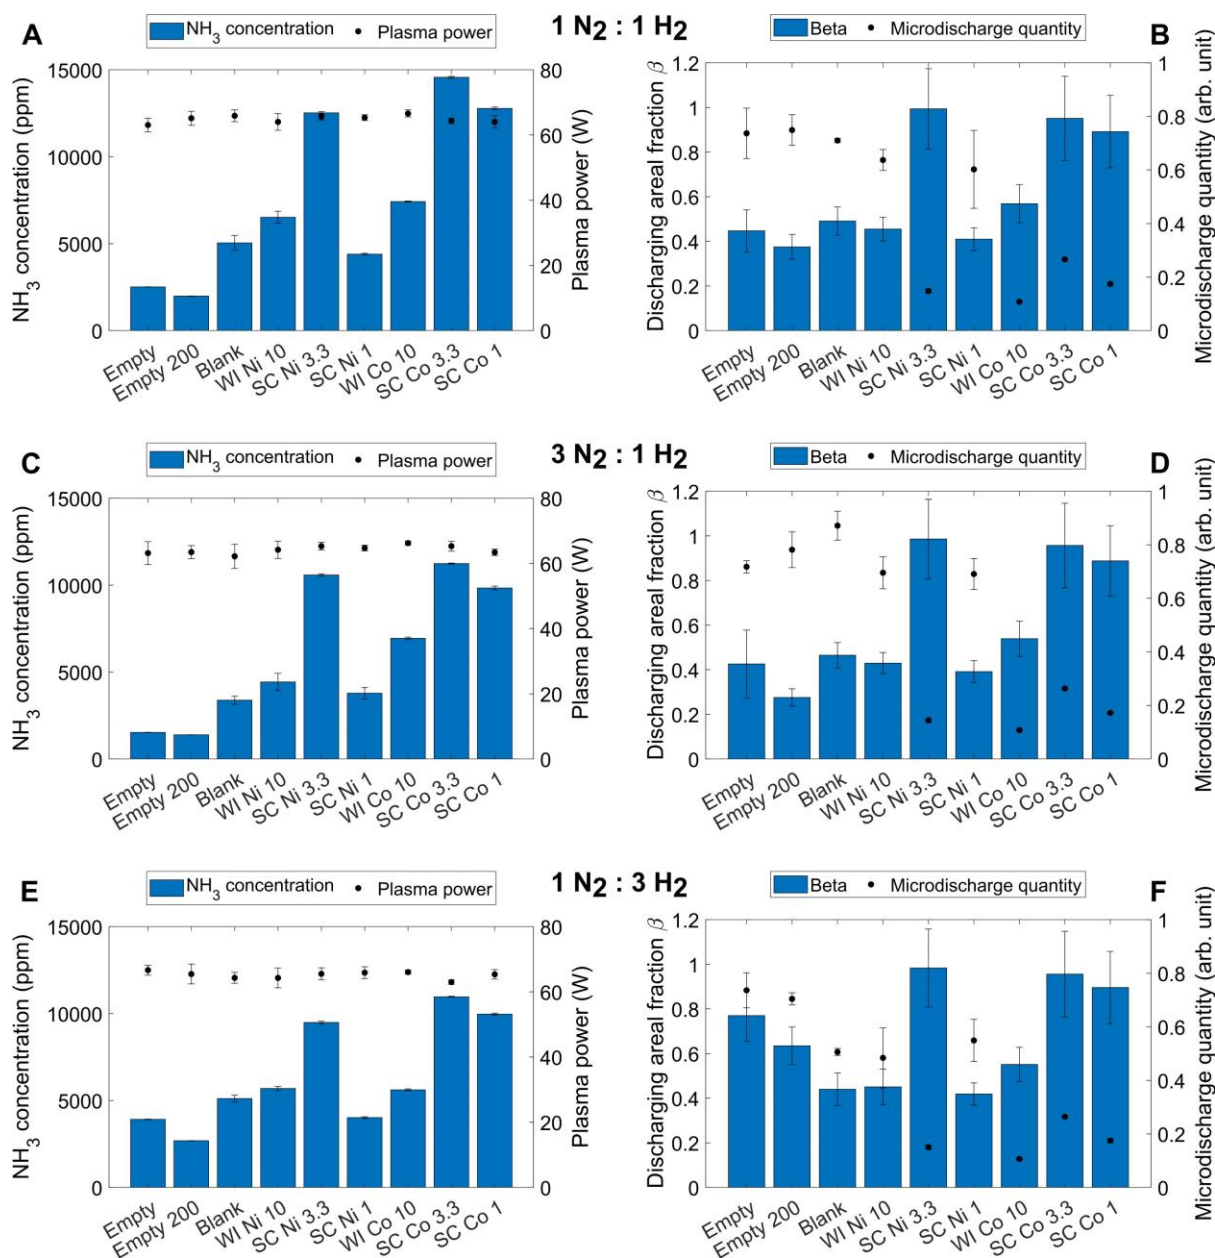 A
NH3 concentration
Plasma power
1 N2 : 1 H2
Beta
Microdischarge quantity
B
NH3 concentration (ppm)
15000
10000
5000
0
80
60
40
20
0
Plasma power (W)
Empty
Empty 200
Blank
WI Ni 10
SC Ni 3.3
SC Ni 1
WI Co 10
SC Co 3.3
SC Co 1
Discharging areal fraction β
1.2
1
0.8
0.6
0.4
0.2
0
1
0.8
0.6
0.4
0.2
0
Microdischarge quantity (arb. unit)
Empty
Empty 200
Blank
WI Ni 10
SC Ni 3.3
SC Ni 1
WI Co 10
SC Co 3.3
SC Co 1
C
NH3 concentration
Plasma power
3 N2 : 1 H2
Beta
Microdischarge quantity
D
NH3 concentration (ppm)
15000
10000
5000
0
80
60
40
20
0
Plasma power (W)
Empty
Empty 200
Blank
WI Ni 10
SC Ni 3.3
SC Ni 1
WI Co 10
SC Co 3.3
SC Co 1
Discharging areal fraction β
1.2
1
0.8
0.6
0.4
0.2
0
1
0.8
0.6
0.4
0.2
0
Microdischarge quantity (arb. unit)
Empty
Empty 200
Blank
WI Ni 10
SC Ni 3.3
SC Ni 1
WI Co 10
SC Co 3.3
SC Co 1
E
NH3 concentration
Plasma power
1 N2 : 3 H2
Beta
Microdischarge quantity
F
NH3 concentration (ppm)
15000
10000
5000
0
80
60
40
20
0
Plasma power (W)
Empty
Empty 200
Blank
WI Ni 10
SC Ni 3.3
SC Ni 1
WI Co 10
SC Co 3.3
SC Co 1
Discharging areal fraction β
1.2
1
0.8
0.6
0.4
0.2
0
1
0.8
0.6
0.4
0.2
0
Microdischarge quantity (arb. unit)
Empty
Empty 200
Blank
WI Ni 10
SC Ni 3.3
SC Ni 1
WI Co 10
SC Co 3.3
SC Co 1